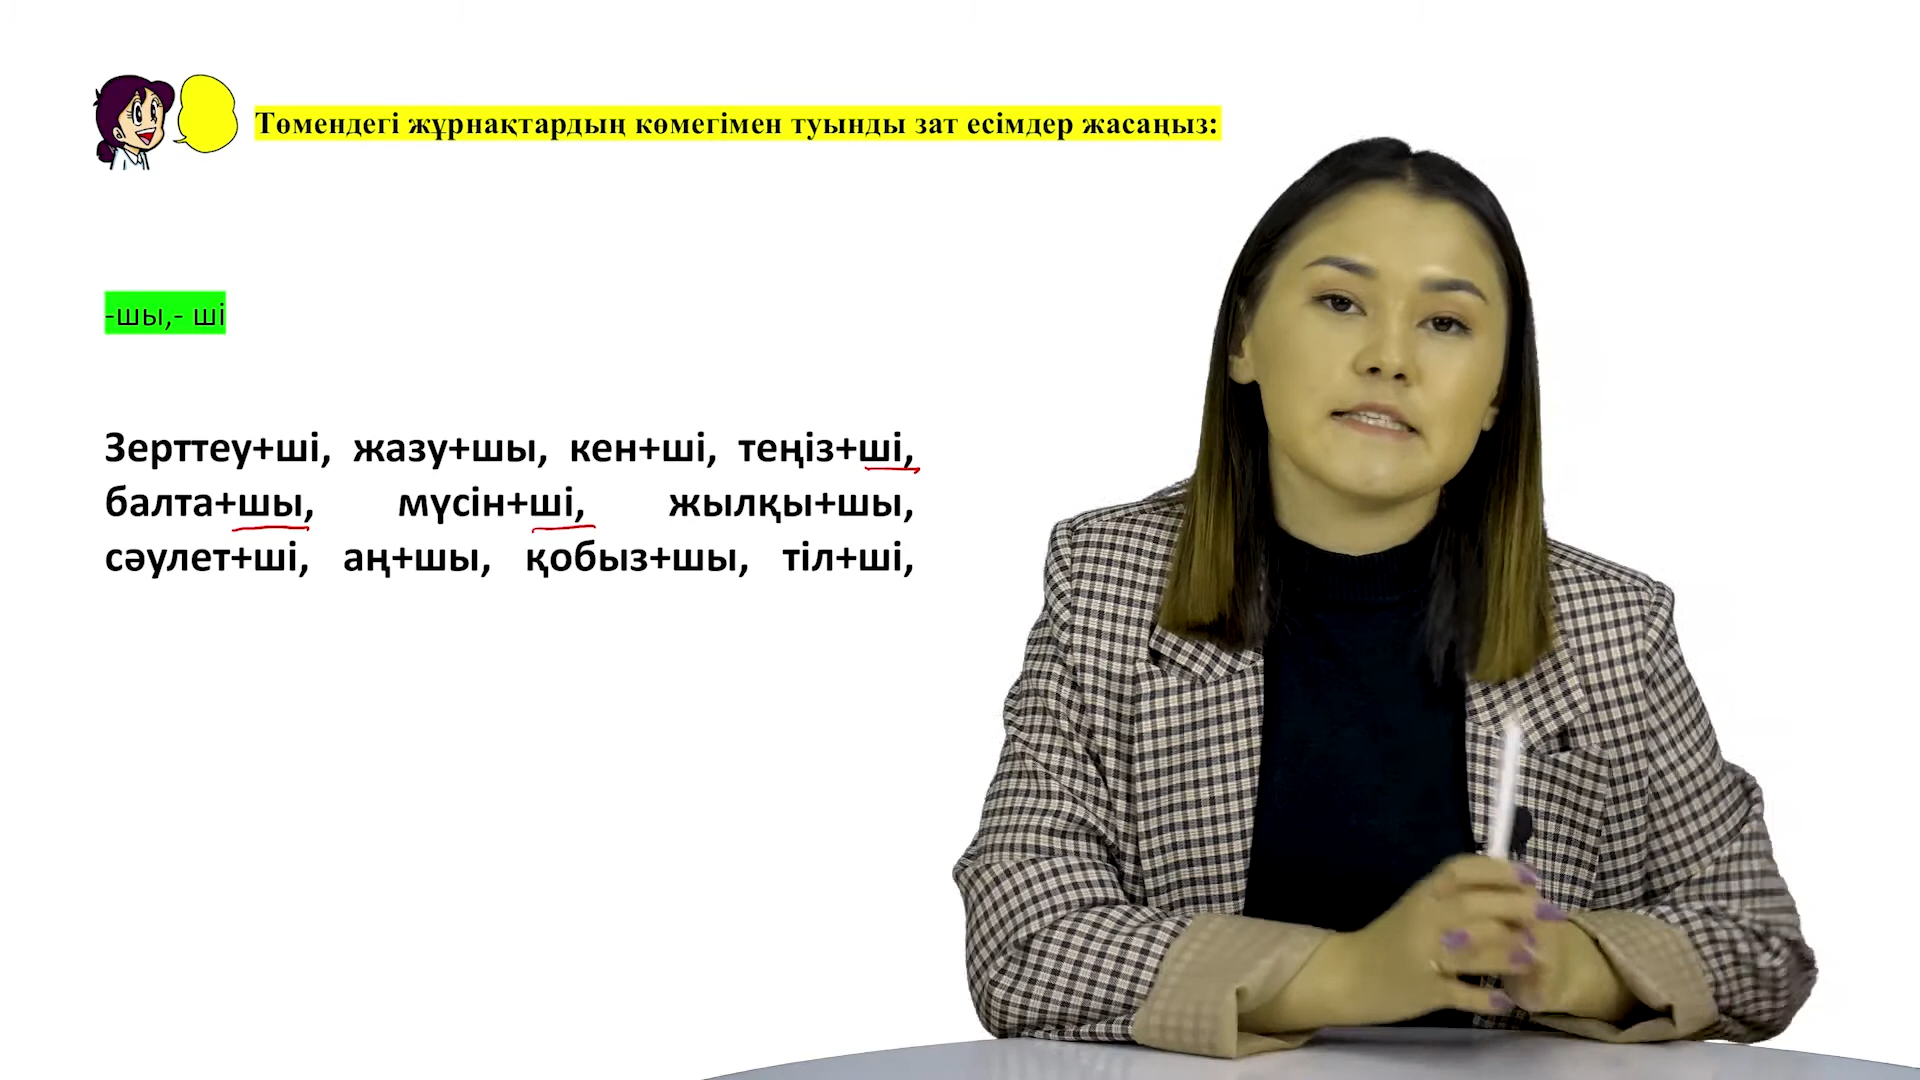 Төмендегі жұрнақтардың көмегімен туынды зат есімдер жасаңыз:
-шы,- ші
Зерттеу+ші, жазу+шы, кен+ші, теңіз+ші,
балта+шы, мүсін+ші, жылқы+шы,
сәулет+ші, аң+шы, қобыз+шы, тіл+ші,